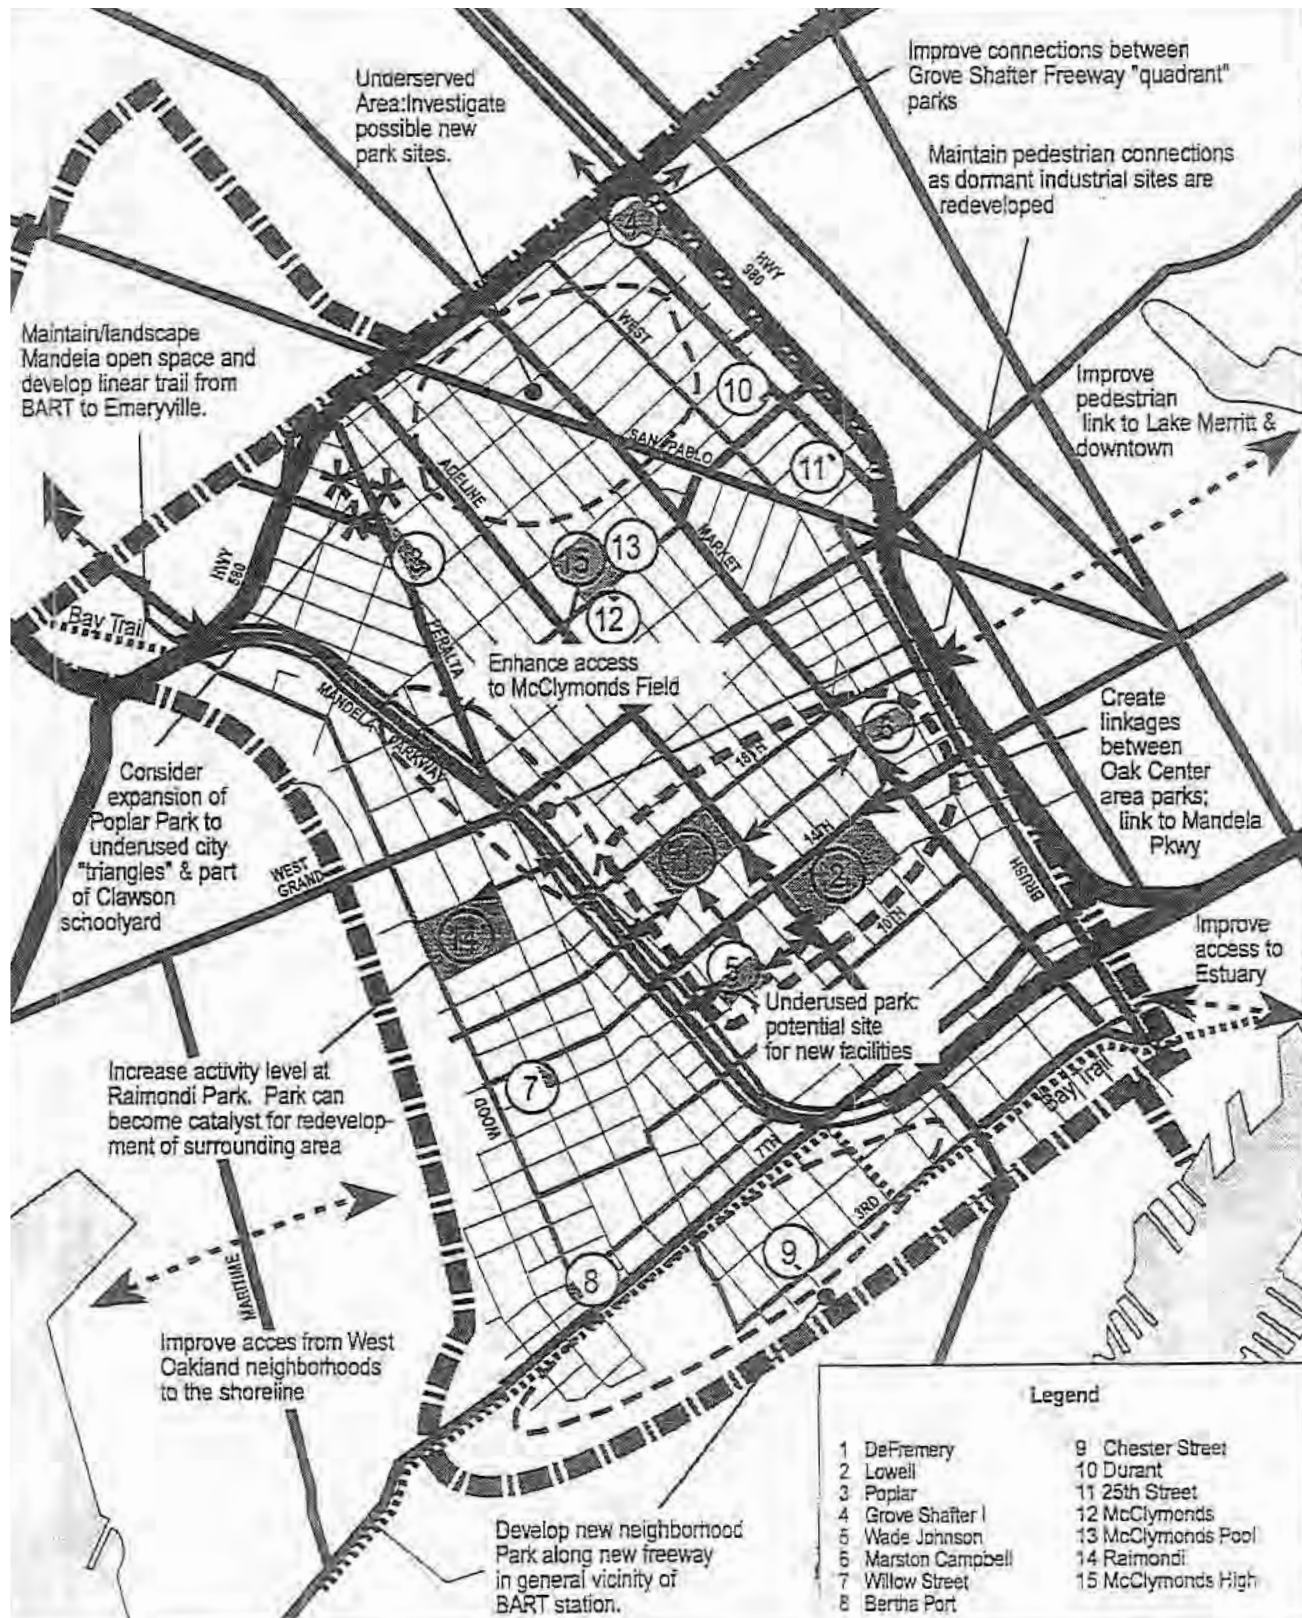 Improve connections between
Grove Shafter Freeway "quadrant"
parks
Underserved
Area:Investigate
possible new
park sites.
Maintain pedestrian connections
as dormant industrial sites are
redeveloped
4
HWY
980
Maintain/landscape
Mandela open space and
develop linear trail from
BART to Emeryville.
WEST
Improve
pedestrian
link to Lake Merritt &
downtown
10
SAN PABLO
11
ADELINE
MARKET
15
13
12
3
HWY
580
Bay Trail
PERALTA
Enhance access
to McClymonds Field
MANDELA
PARKWAY
6
Create
linkages
between
Oak Center
area parks;
link to Mandela
Pkwy
18TH
Consider
expansion of
Poplar Park to
underused city
"triangles" & part
of Clawson
schoolyard
WEST
GRAND
14TH
1
2
BRUSH
10TH
14
5
Improve
access to
Estuary
Underused park:
potential site
for new facilities
Increase activity level at
Raimondi Park. Park can
become catalyst for redevelop-
ment of surrounding area
7
WOOD
Bay Trail
7TH
3RD
9
8
MARITIME
Improve acces from West
Oakland neighborhoods
to the shoreline
Develop new neighborhood
Park along new freeway
in general vicinity of
BART station.
Legend
1 DeFremery
2 Lowell
3 Poplar
4 Grove Shafter I
5 Wade Johnson
6 Marston Campbell
7 Willow Street
8 Bertha Port
9 Chester Street
10 Durant
11 25th Street
12 McClymonds
13 McClymonds Pool
14 Raimondi
15 McClymonds High